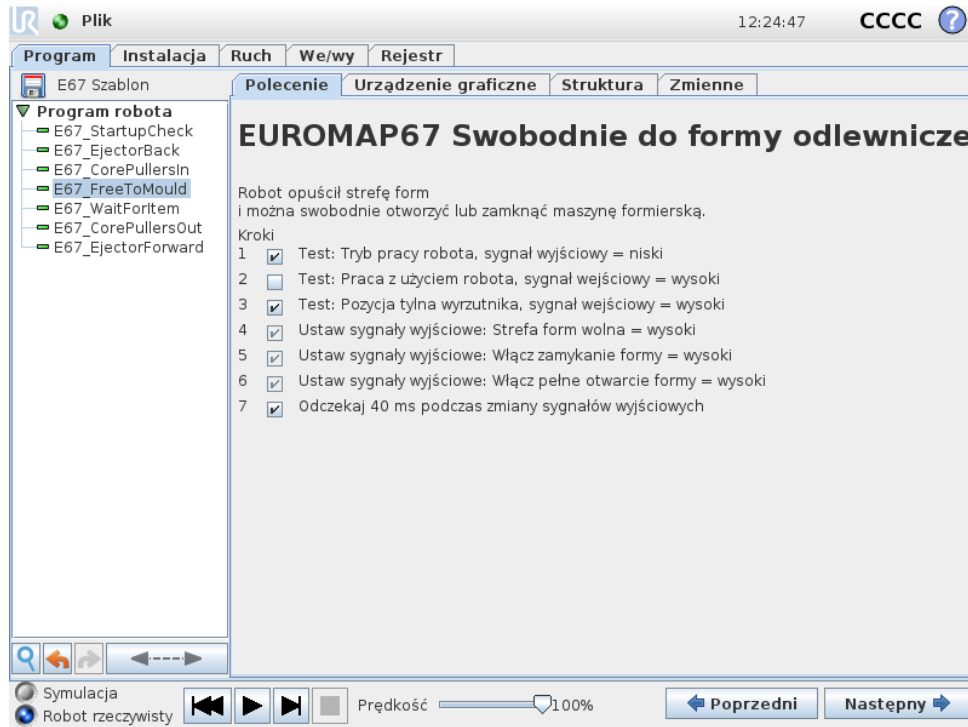 UR Plik 12:24:47 CCCC ?
Program Instalacja Ruch We/wy Rejestr
E67 Szablon
Polecenie Urządzenie graficzne Struktura Zmienne
Program robota
E67_StartupCheck
E67_EjectorBack
E67_CorePullersIn
E67_FreeToMould
E67_WaitForItem
E67_CorePullersOut
E67_EjectorForward
EUROMAP67 Swobodnie do formy odlewnicze
Robot opuścił strefę form
i można swobodnie otworzyć lub zamknąć maszynę formierską.
Kroki
1 Test: Tryb pracy robota, sygnał wyjściowy = niski
2 Test: Praca z użyciem robota, sygnał wejściowy = wysoki
3 Test: Pozycja tylna wyrzutnika, sygnał wejściowy = wysoki
4 Ustaw sygnały wyjściowe: Strefa form wolna = wysoki
5 Ustaw sygnały wyjściowe: Włącz zamykanie formy = wysoki
6 Ustaw sygnały wyjściowe: Włącz pełne otwarcie formy = wysoki
7 Odczekaj 40 ms podczas zmiany sygnałów wyjściowych
Symulacja
Robot rzeczywisty
Prędkość 100%
Poprzedni Następny